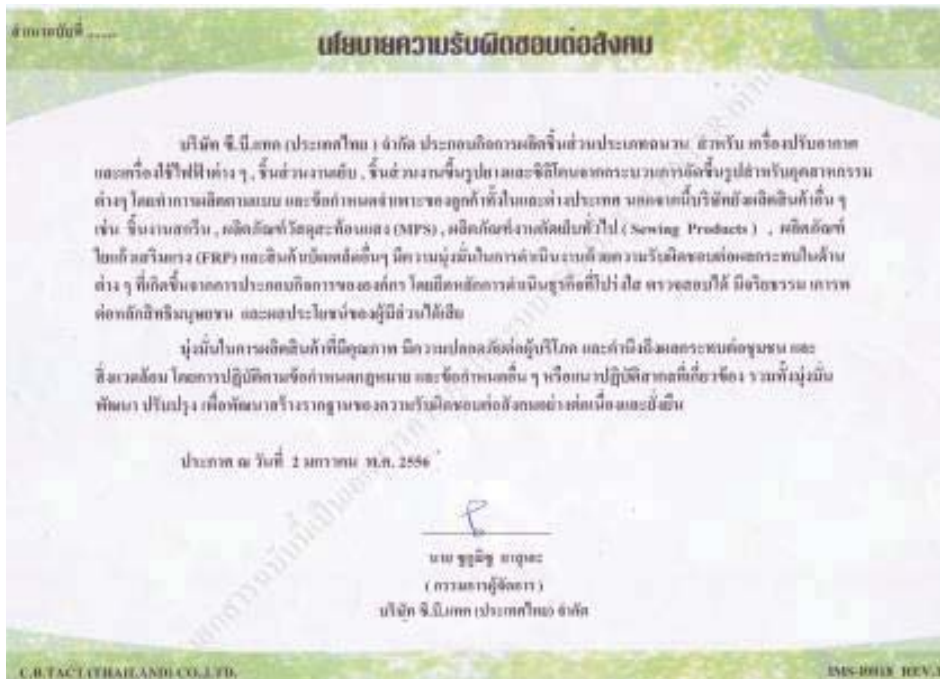 สำเนาฉบับที่ ......
นโยบายความรับผิดชอบต่อสังคม
บริษัท ซี.บี.แทค (ประเทศไทย ) จำกัด ประกอบกิจการผลิตชิ้นส่วนประเภทฉนวน สำหรับ เครื่องปรับอากาศ
และเครื่องใช้ไฟฟ้าต่าง ๆ , ชิ้นส่วนงานเย็บ , ชิ้นส่วนงานขึ้นรูปยางและซิลิโคนจากกระบวนการอัดขึ้นรูปสำหรับอุตสาหกรรม
ต่างๆ โดยทำการผลิตตามแบบ และข้อกำหนดจำเพาะของลูกค้าทั้งในและต่างประเทศ นอกจากนี้บริษัทยังผลิตสินค้าอื่น ๆ
เช่น ชิ้นงานสกรีน , ผลิตภัณฑ์วัสดุสะท้อนแสง (MPS) , ผลิตภัณฑ์งานตัดเย็บทั่วไป ( Sewing Products ) , ผลิตภัณฑ์
ใยแก้วเสริมแรง (FRP) และสินค้าเบ็ดเตล็ดอื่นๆ มีความมุ่งมั่นในการดำเนินงานด้วยความรับผิดชอบต่อผลกระทบในด้าน
ต่าง ๆ ที่เกิดขึ้นจากการประกอบกิจการขององค์กร โดยยึดหลักการดำเนินธุรกิจที่โปร่งใส ตรวจสอบได้ มีจริยธรรม เคารพ
ต่อหลักสิทธิมนุษยชน และผลประโยชน์ของผู้มีส่วนได้เสีย
มุ่งมั่นในการผลิตสินค้าที่มีคุณภาพ มีความปลอดภัยต่อผู้บริโภค และคำนึงถึงผลกระทบต่อชุมชน และ
สิ่งแวดล้อม โดยการปฏิบัติตามข้อกำหนดกฎหมาย และข้อกำหนดอื่น ๆ หรือแนวปฏิบัติสากลที่เกี่ยวข้อง รวมทั้งมุ่งมั่น
พัฒนา ปรับปรุง เพื่อพัฒนาสร้างรากฐานของความรับผิดชอบต่อสังคมอย่างต่อเนื่องและยั่งยืน
ประกาศ ณ วันที่ 2 มกราคม พ.ศ. 2556
นาย
( กรรมการผู้จัดการ )
บริษัท ซี.บี.แทค (ประเทศไทย) จำกัด
C.B.TACT (THAILAND) CO.,LTD.
REV.